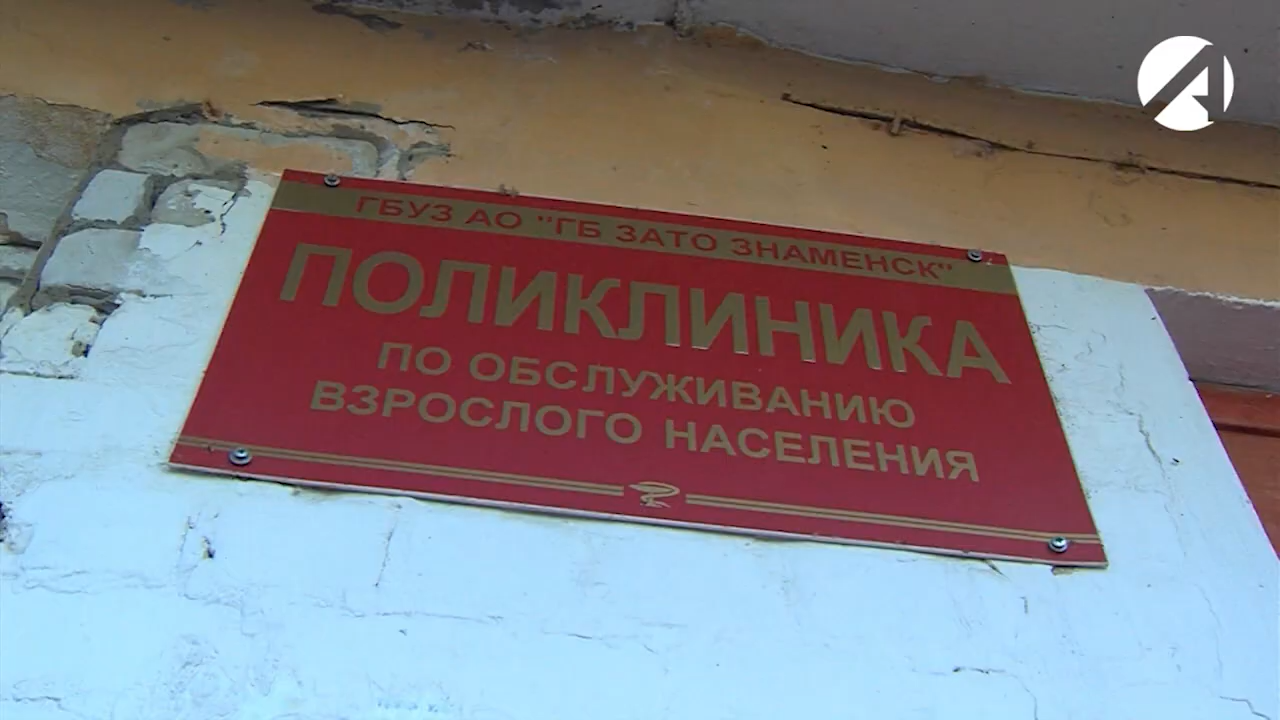 ГБУЗ АО "ГБ ЗАТО ЗНАМЕНСК"
ПОЛИКЛИНИКА
ПО ОБСЛУЖИВАНИЮ
ВЗРОСЛОГО НАСЕЛЕНИЯ